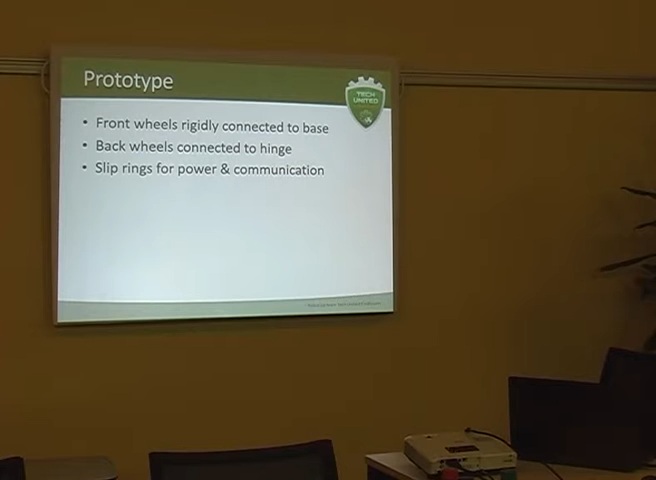 Prototype
TECH
UNITED
• Front wheels rigidly connected to base
• Back wheels connected to hinge
• Slip rings for power & communication